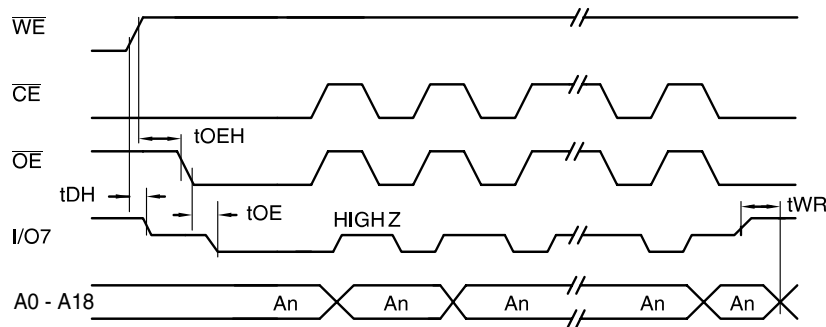 WE
CE
tOEH
OE
tDH
tOE
tWR
HIGH Z
I/O7
A0 - A18 An An An An An